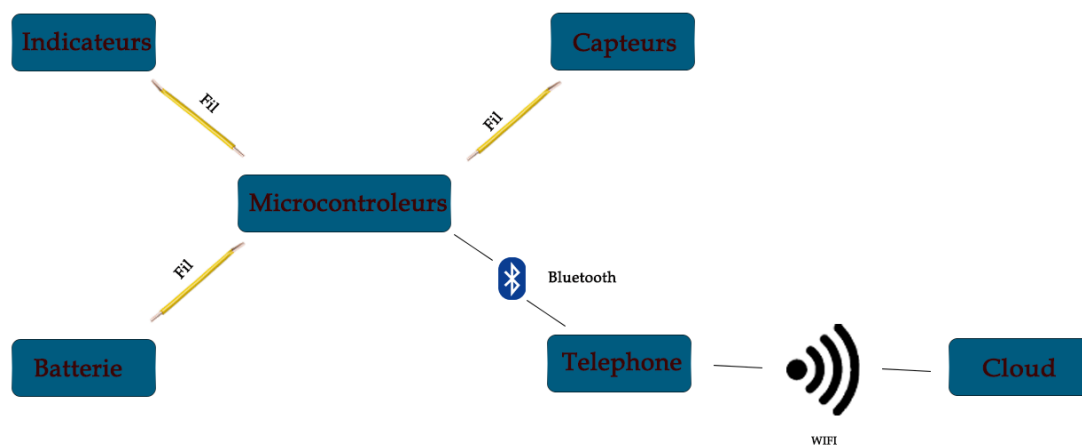 Indicateurs
Capteurs
Fil
Fil
Microcontroleurs
Fil
Bluetooth
Batterie
Telephone
Cloud
WIFI